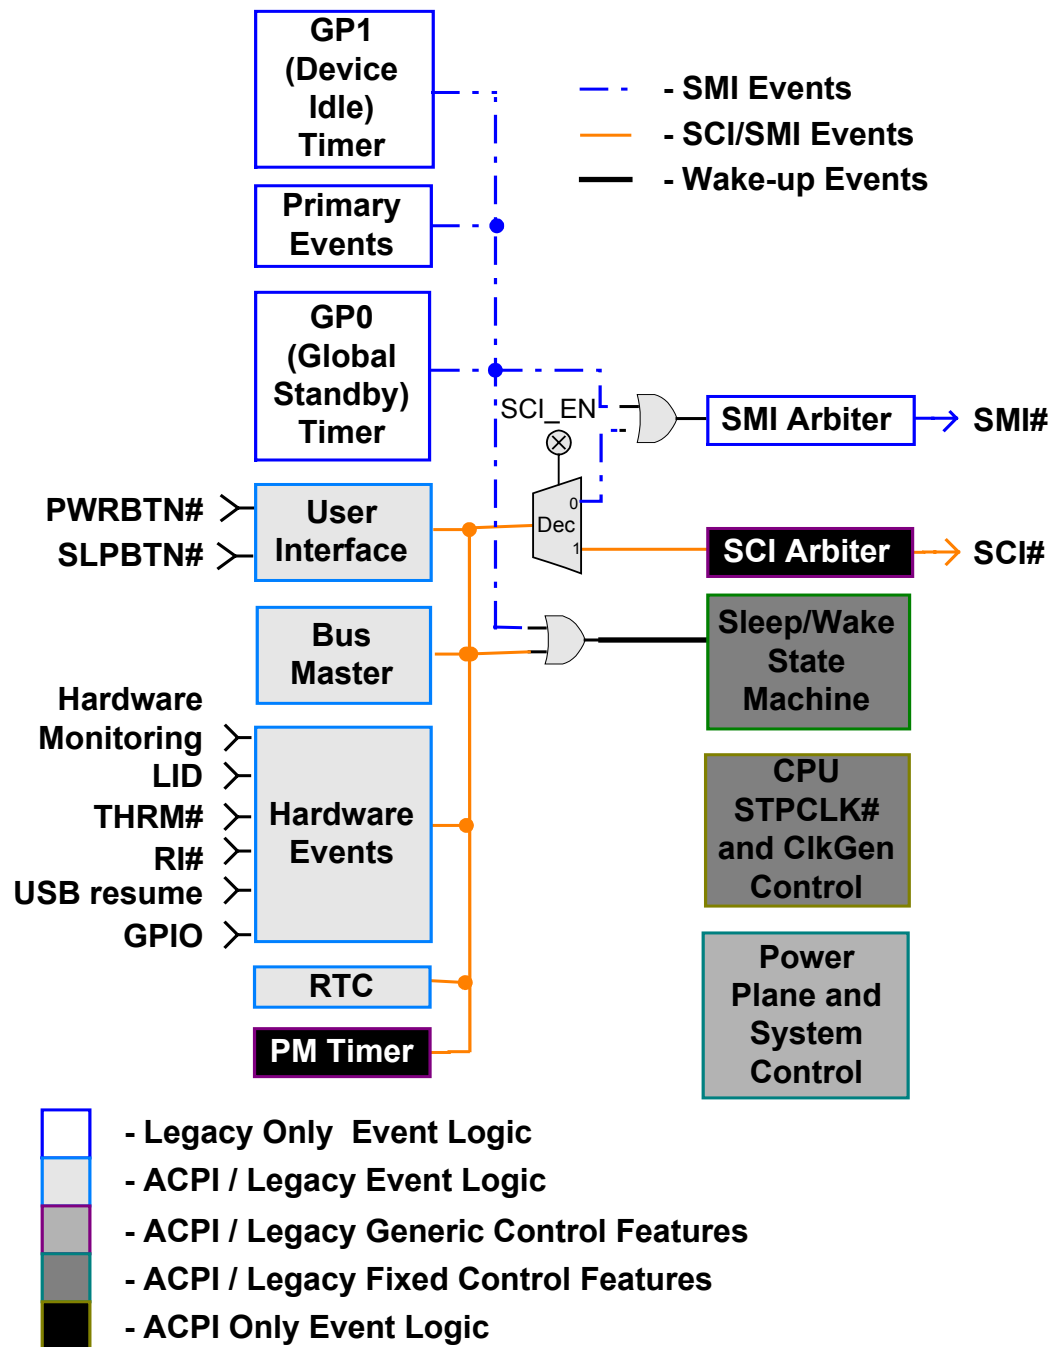 GP1
(Device
Idle)
Timer
- SMI Events
- SCI/SMI Events
- Wake-up Events
Primary
Events
GP0
(Global
Standby)
Timer
SCI_EN
SMI Arbiter
SMI#
PWRBTN#
SLPBTN#
User
Interface
0
Dec
1
SCI Arbiter
SCI#
Bus
Master
Sleep/Wake
State
Machine
Hardware
Monitoring
LID
THRM#
RI#
USB resume
GPIO
Hardware
Events
CPU
STPCLK#
and ClkGen
Control
RTC
PM Timer
Power
Plane and
System
Control
- Legacy Only Event Logic
- ACPI / Legacy Event Logic
- ACPI / Legacy Generic Control Features
- ACPI / Legacy Fixed Control Features
- ACPI Only Event Logic